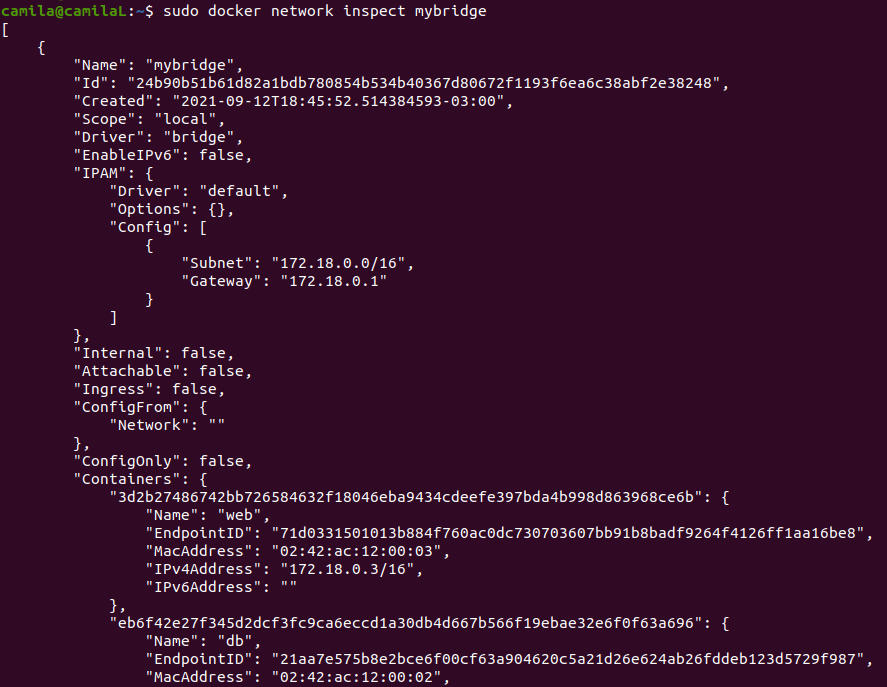 camila@camilaL:~$ sudo docker network inspect mybridge
[
    {
        "Name": "mybridge",
        "Id": "24b90b51b61d82a1bdb780854b534b40367d80672f1193f6ea6c38abf2e38248",
        "Created": "2021-09-12T18:45:52.514384593-03:00",
        "Scope": "local",
        "Driver": "bridge",
        "EnableIPv6": false,
        "IPAM": {
            "Driver": "default",
            "Options": {},
            "Config": [
                {
                    "Subnet": "172.18.0.0/16",
                    "Gateway": "172.18.0.1"
                }
            ]
        },
        "Internal": false,
        "Attachable": false,
        "Ingress": false,
        "ConfigFrom": {
            "Network": ""
        },
        "ConfigOnly": false,
        "Containers": {
            "3d2b27486742bb726584632f18046eba9434cdeefe397bda4b998d863968ce6b": {
                "Name": "web",
                "EndpointID": "71d0331501013b884f760ac0dc730703607bb91b8badf9264f4126ff1aa16be8",
                "MacAddress": "02:42:ac:12:00:03",
                "IPv4Address": "172.18.0.3/16",
                "IPv6Address": ""
            },
            "eb6f42e27f345d2dcf3fc9ca6eccd1a30db4d667b566f19ebae32e6f0f63a696": {
                "Name": "db",
                "EndpointID": "21aa7e575b8e2bce6f00cf63a904620c5a21d26e624ab26fddeb123d5729f987",
                "MacAddress": "02:42:ac:12:00:02",